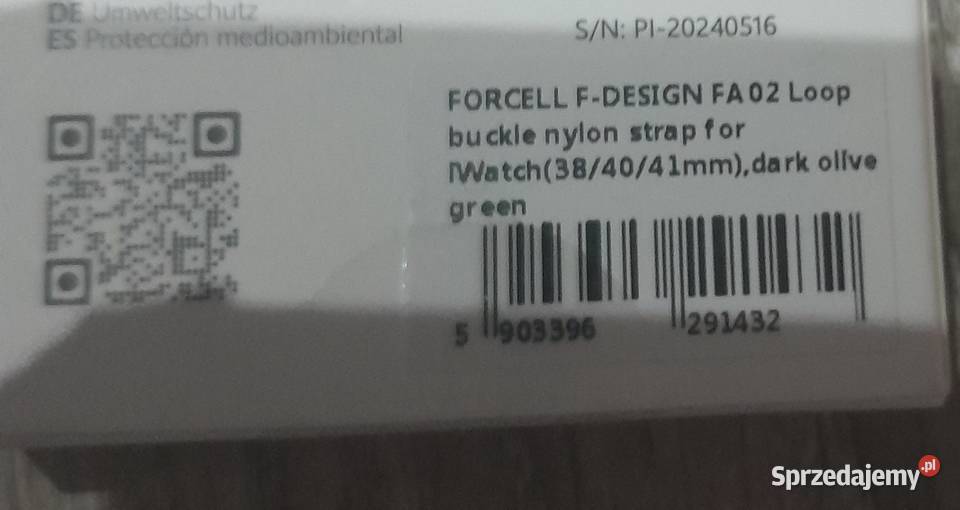 DE Umweltschutz
ES Protección medioambiental
S/N: PI-20240516
FORCELL F-DESIGN FA02 Loop
buckle nylon strap for
IWatch(38/40/41mm),dark olive
green
5 903396 291432
Sprzedajemy.pl